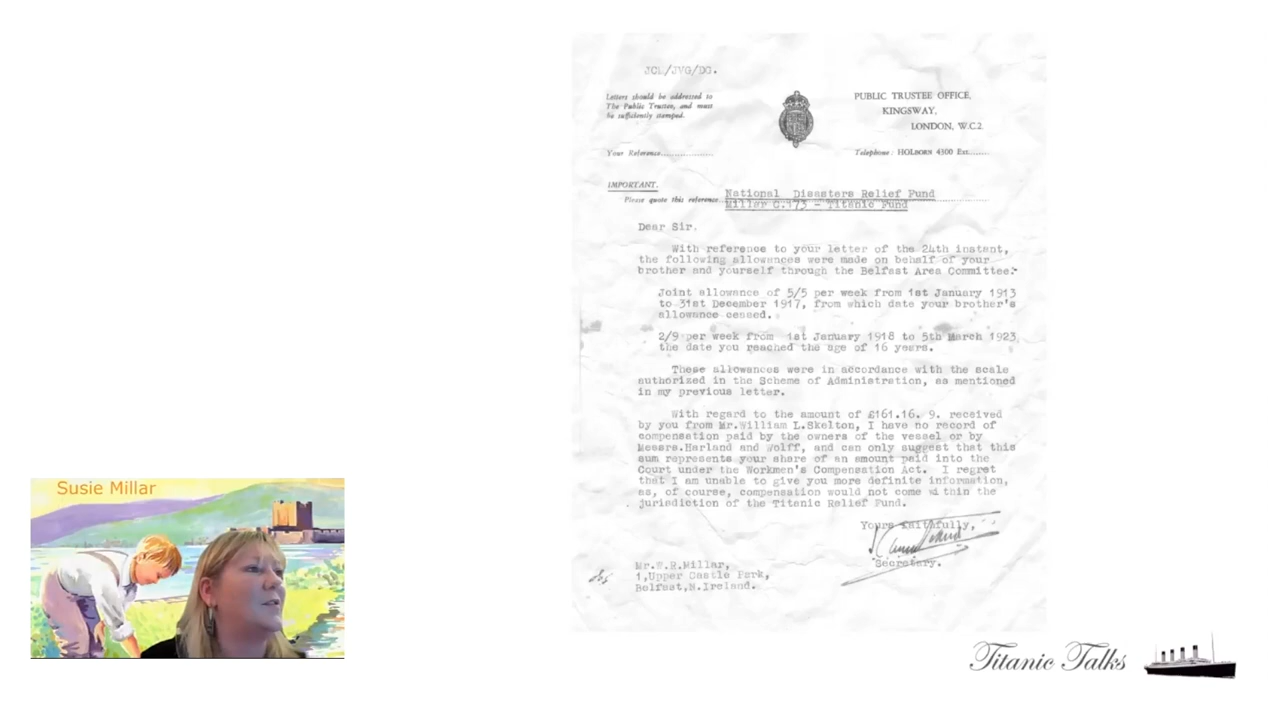 JCL/JVG/DG.
Letters should be addressed to
The Public Trustee, and must
be sufficiently stamped.
PUBLIC TRUSTEE OFFICE,
KINGSWAY,
LONDON, W.C.2.
Your Reference
Telephone: HOLBORN 4300 Ext.
IMPORTANT.
Please quote this reference
National Disasters Relief Fund
Millar C.173 - Titanic Fund
Dear Sir.
With reference to your letter of the 24th instant,
the following allowances were made on behalf of your
brother and yourself through the Belfast Area Committee:-
Joint allowance of 5/5 per week from 1st January 1913
to 31st December 1917, from which date your brother's
allowance ceased.
2/9 per week from 1st January 1918 to 5th March 1923,
the date you reached the age of 16 years.
These allowances were in accordance with the scale
authorized in the Scheme of Administration, as mentioned
in my previous letter.
With regard to the amount of £161.16. 9. received
by you from Mr.William L.Skelton, I have no record of
compensation paid by the owners of the vessel or by
Messrs.Harland and Wolff, and can only suggest that this
sum represents your share of an amount paid into the
Court under the Workmen's Compensation Act. I regret
that I am unable to give you more definite information,
as, of course, compensation would not come within the
jurisdiction of the Titanic Relief Fund.
Yours faithfully,
Secretary.
Mr. R.Millar,
1,Upper Castle Park,
Belfast,N.Ireland.
Susie Millar
Titanic Talks